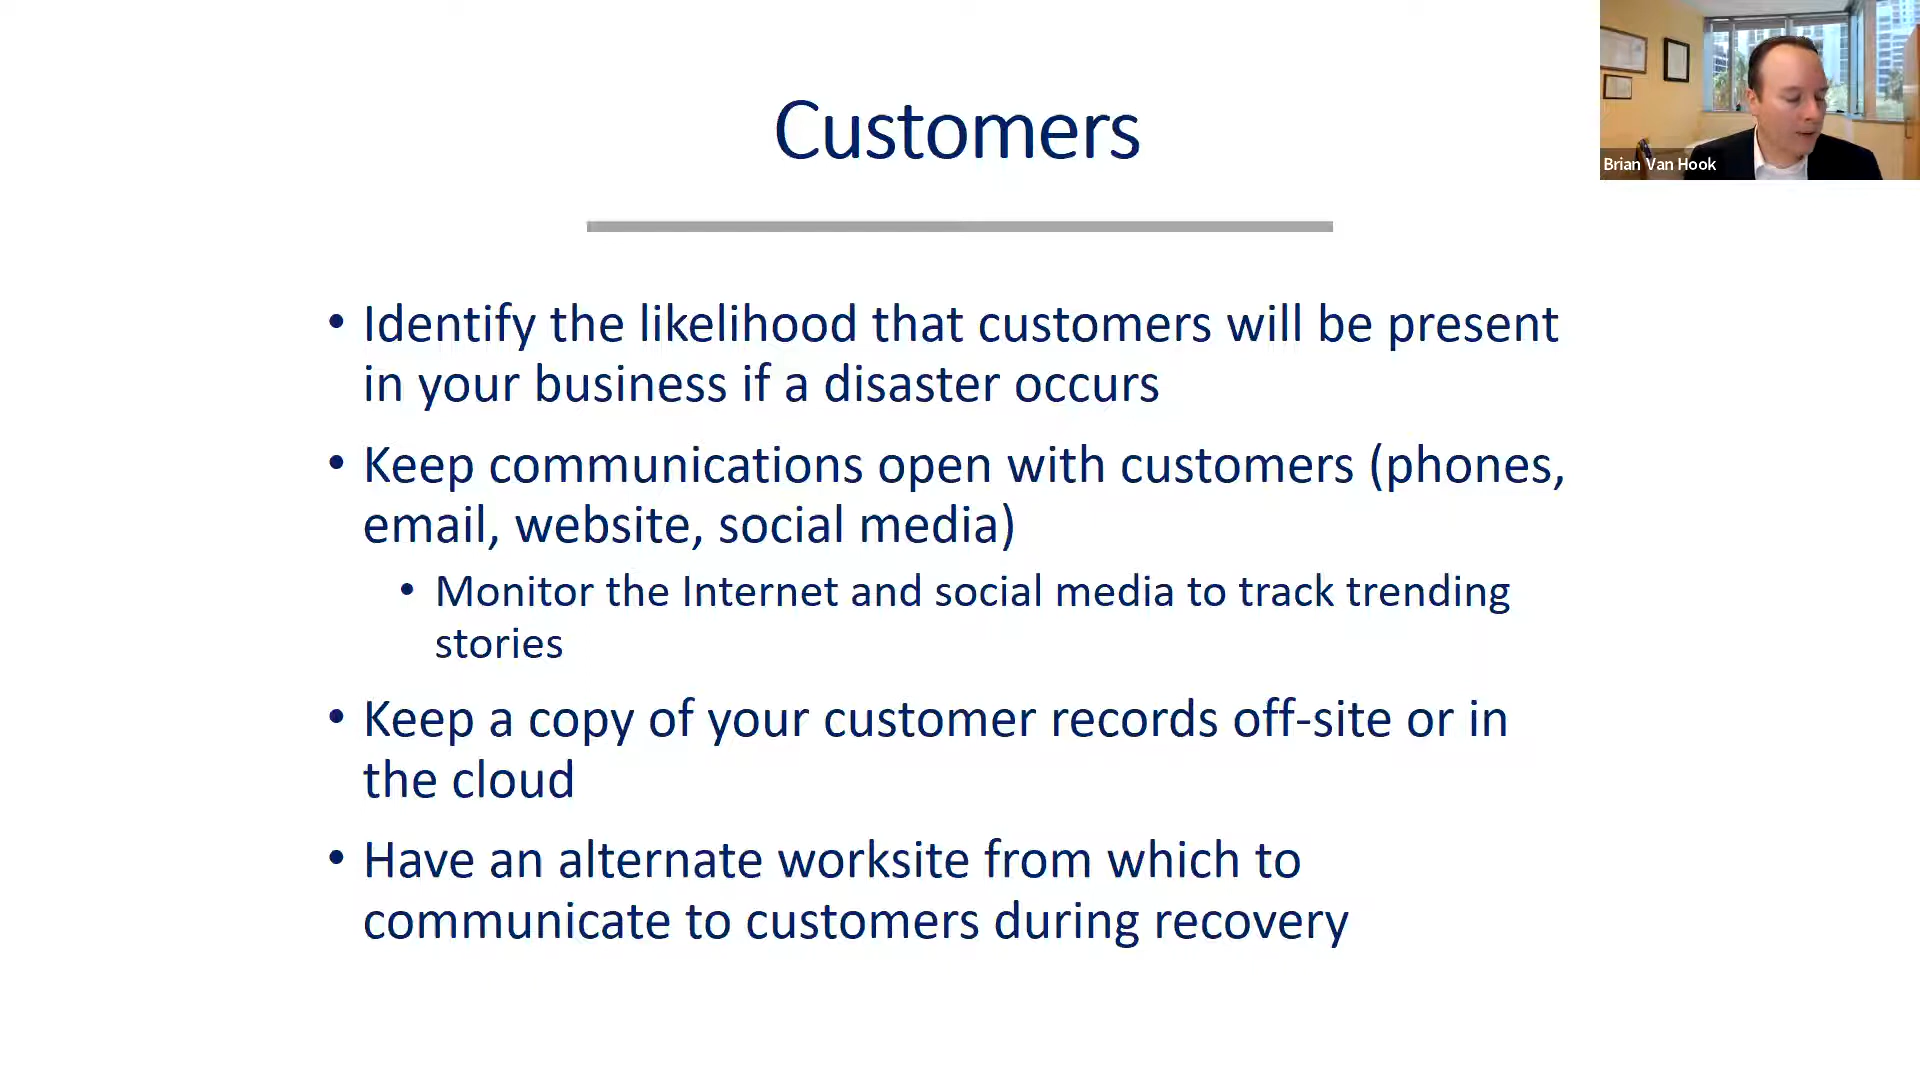 Customers
Brian Van Hook
• Identify the likelihood that customers will be present
in your business if a disaster occurs
• Keep communications open with customers (phones,
email, website, social media)
• Monitor the Internet and social media to track trending
stories
• Keep a copy of your customer records off-site or in
the cloud
• Have an alternate worksite from which to
communicate to customers during recovery